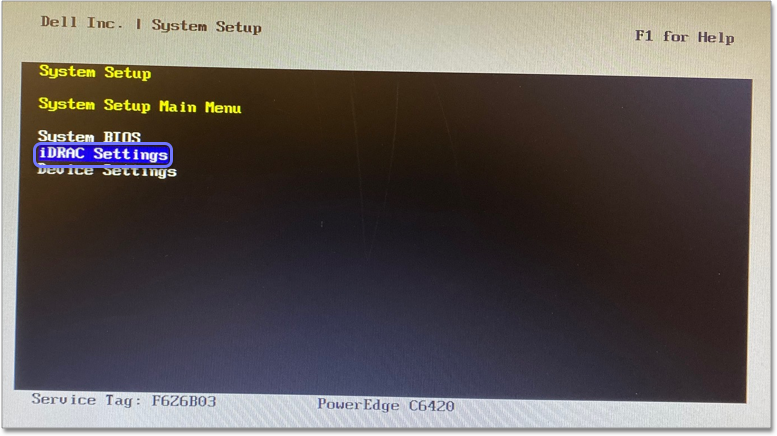 Dell Inc. | System Setup
F1 for Help
System Setup
System Setup Main Menu
System BIOS
iDRAC Settings
Device Settings
Service Tag: F6Z6B03
PowerEdge C6420